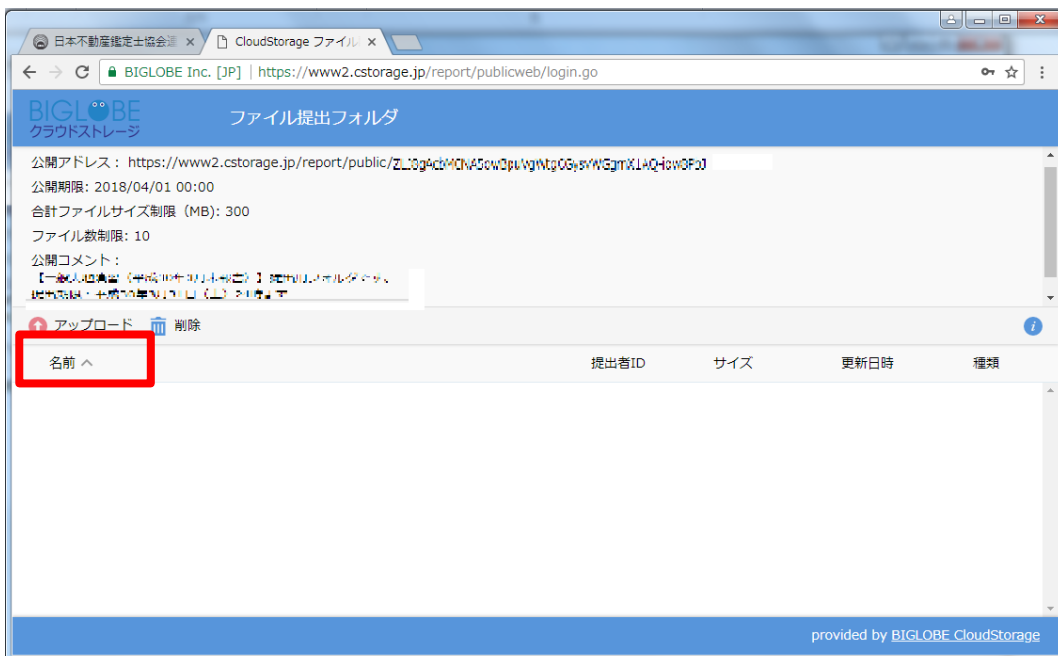 日本不動産鑑定士協会連
CloudStorage ファイル
BIGLOBE Inc. [JP] | https://www2.cstorage.jp/report/publicweb/login.go
BIGLOBE
クラウドストレージ
ファイル提出フォルダ
公開アドレス： https://www2.cstorage.jp/report/public/
公開期限: 2018/04/01 00:00
合計ファイルサイズ制限（MB): 300
ファイル数制限: 10
公開コメント：
アップロード 削除
名前 提出者ID サイズ 更新日時 種類
provided by BIGLOBE CloudStorage